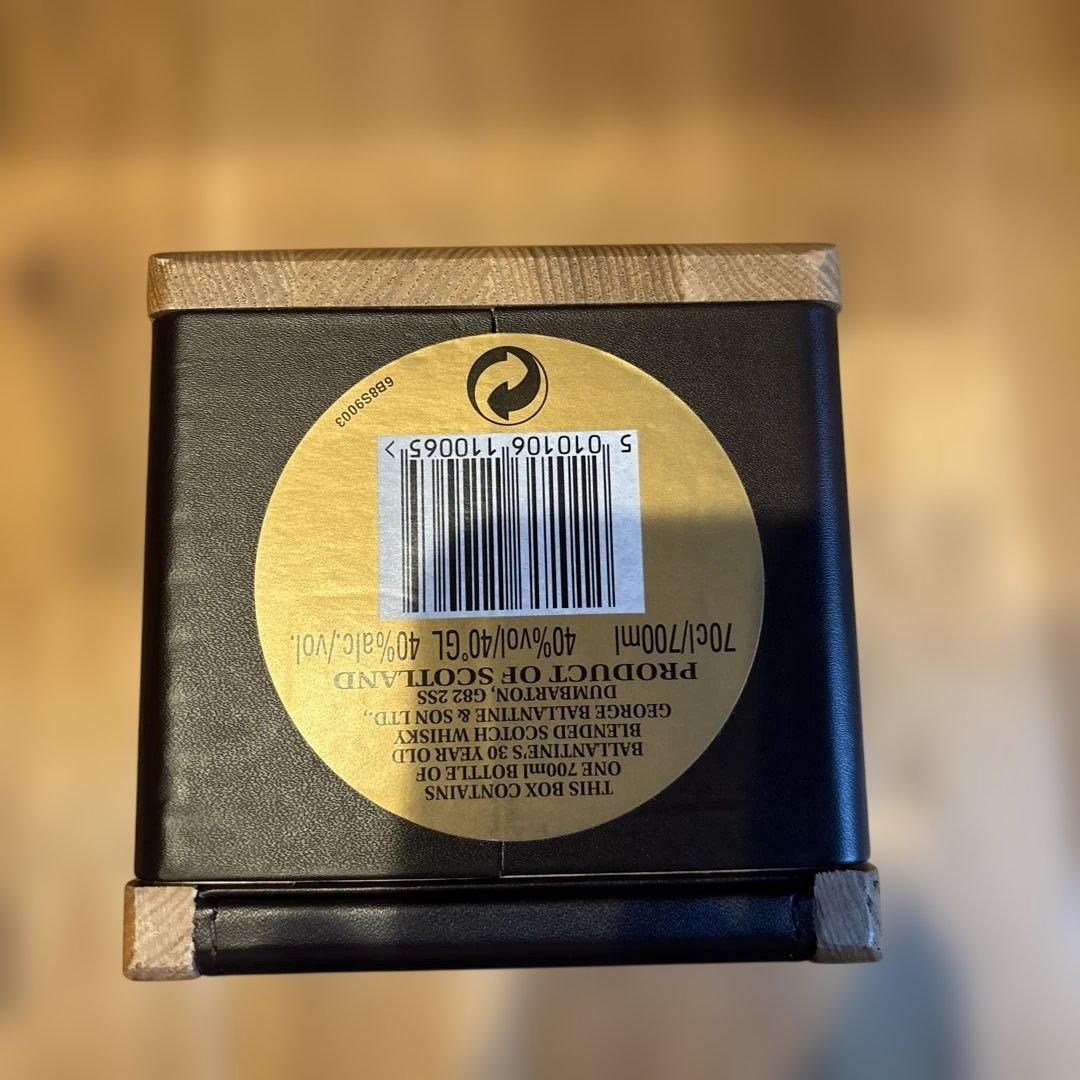 THIS BOX CONTAINS
ONE 700ml BOTTLE OF
BALLANTINE'S 30 YEAR OLD
BLENDED SCOTCH WHISKY
GEORGE BALLANTINE & SON LTD.,
DUMBARTON, G82 2SS
PRODUCT OF SCOTLAND
70cl/700ml 40%vol/40°GL 40%alc./vol.
5 010106 110065 >
6B8S9003